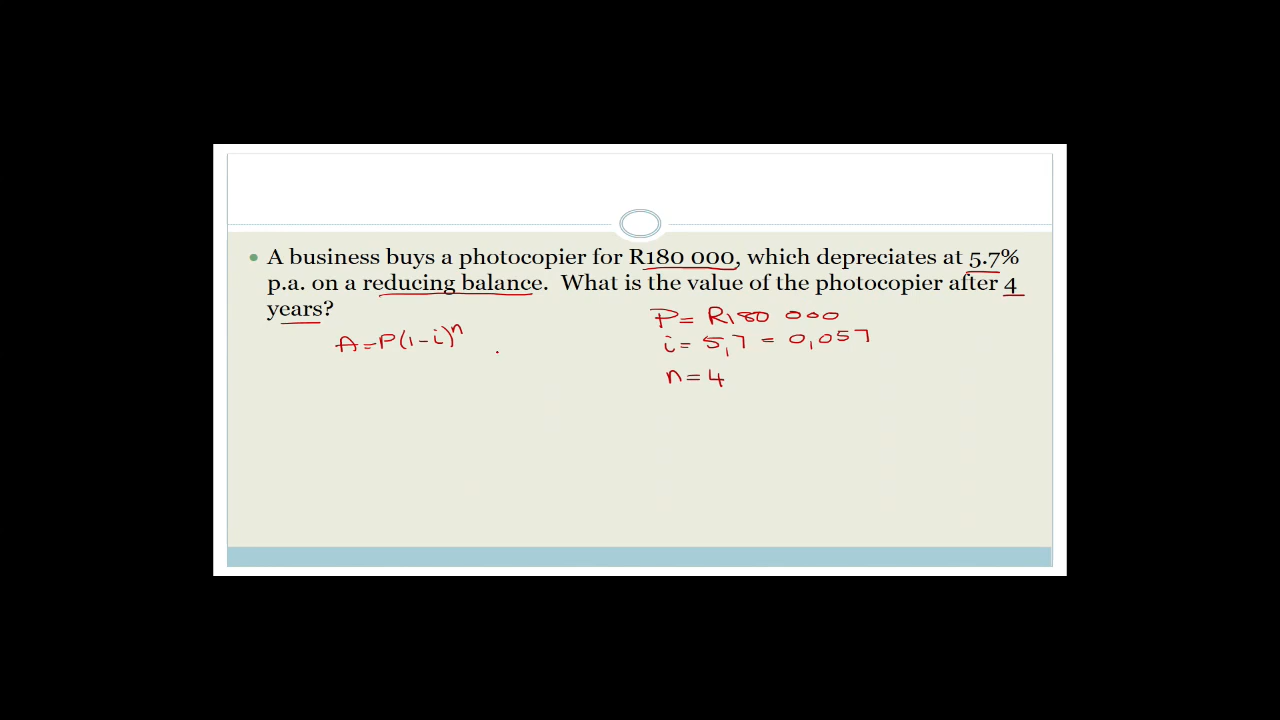 A business buys a photocopier for R180 000, which depreciates at 5.7%
p.a. on a reducing balance. What is the value of the photocopier after 4
years?
P = R180 000
A=P(1-i)^n
i = 5,7 = 0,057
n = 4